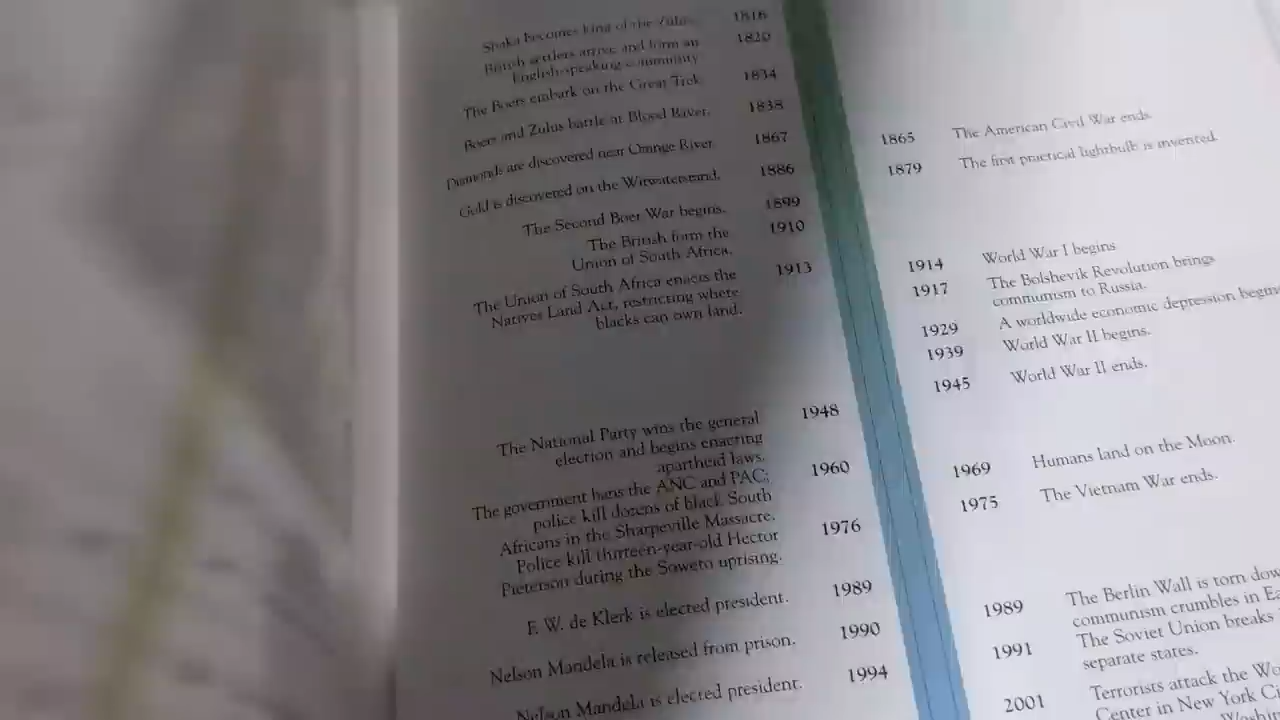 Shaka becomes king of the Zulus. 1816
British settlers arrive and form an 1820
English-speaking community.
The Boers embark on the Great Trek. 1834
Boers and Zulus battle at Blood River. 1838
Diamonds are discovered near Orange River. 1867
Gold is discovered on the Witwatersrand. 1886
The Second Boer War begins. 1899
The British form the 1910
Union of South Africa.
The Union of South Africa enacts the 1913
Natives Land Act, restricting where
blacks can own land.
The National Party wins the general 1948
election and begins enacting
apartheid laws.
The government bans the ANC and PAC; 1960
police kill dozens of black South
Africans in the Sharpeville Massacre.
Police kill thirteen-year-old Hector 1976
Pieterson during the Soweto uprising.
F. W. de Klerk is elected president. 1989
Nelson Mandela is released from prison. 1990
Nelson Mandela is elected president. 1994
1865 The American Civil War ends.
1879 The first practical lightbulb is invented.
1914 World War I begins
1917 The Bolshevik Revolution brings
communism to Russia.
1929 A worldwide economic depression begins
1939 World War II begins.
1945 World War II ends.
1969 Humans land on the Moon.
1975 The Vietnam War ends.
1989 The Berlin Wall is torn dow
communism crumbles in Ea
1991 The Soviet Union breaks
separate states.
2001 Terrorists attack the Wo
Center in New York Ci